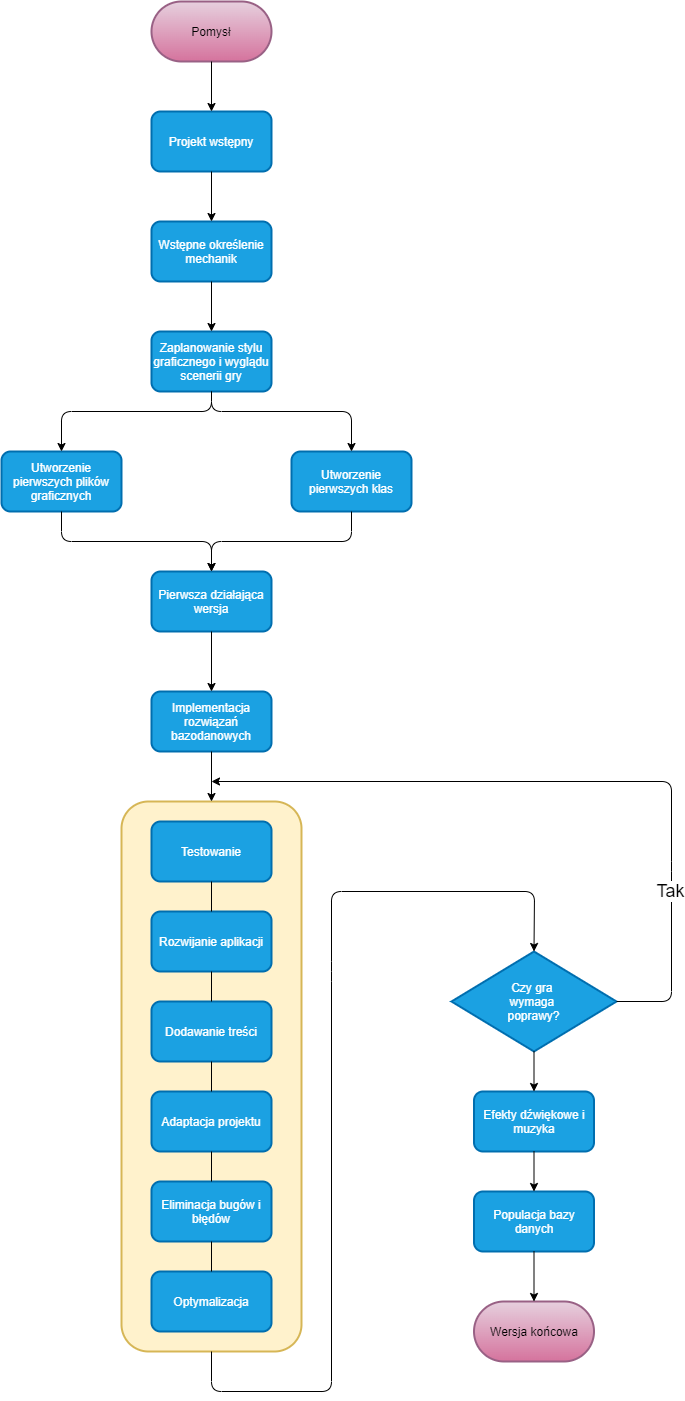 Pomysł
Projekt wstępny
Wstępne określenie
mechanik
Zaplanowanie stylu
graficznego i wyglądu
scenerii gry
Utworzenie
pierwszych plików
graficznych
Utworzenie
pierwszych klas
Pierwsza działająca
wersja
Implementacja
rozwiązań
bazodanowych
Testowanie
Rozwijanie aplikacji
Dodawanie treści
Adaptacja projektu
Eliminacja bugów i
błędów
Optymalizacja
Tak
Czy gra
wymaga
poprawy?
Efekty dźwiękowe i
muzyka
Populacja bazy
danych
Wersja końcowa